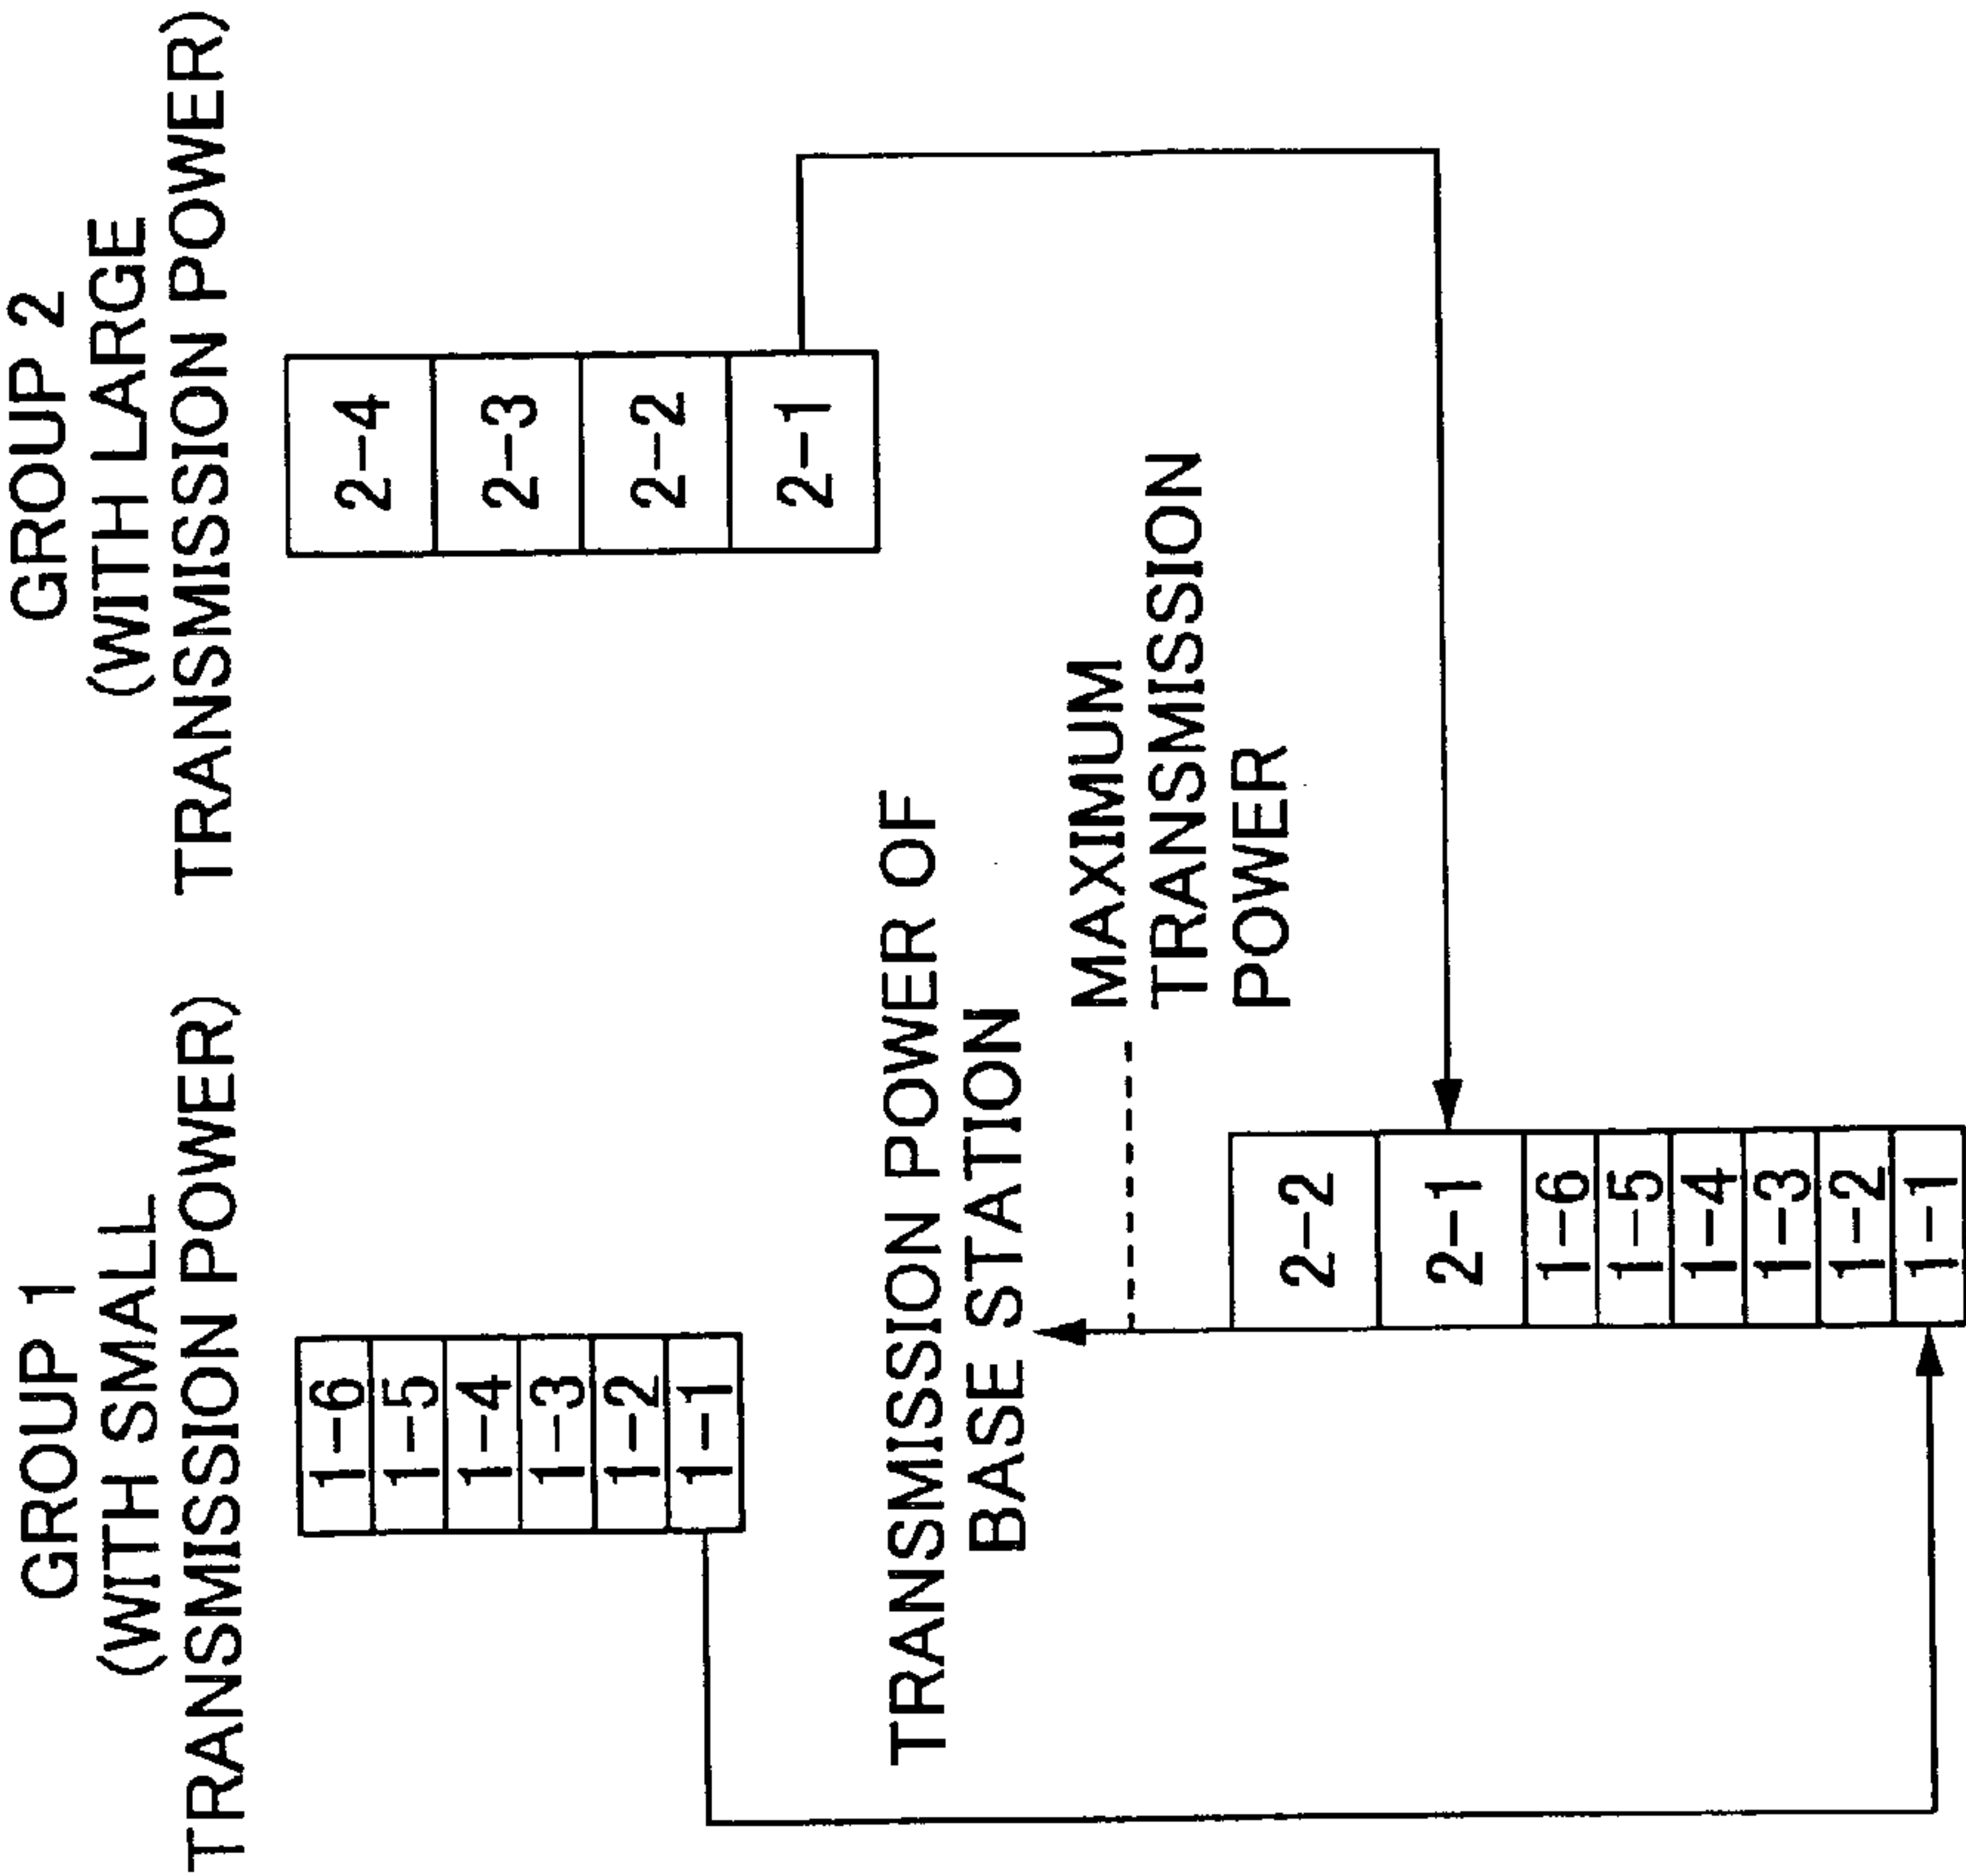 GROUP 1
(WITH SMALL
TRANSMISSION POWER)
1-6
1-5
1-4
1-3
1-2
1-1
GROUP 2
(WITH LARGE
TRANSMISSION POWER)
2-4
2-3
2-2
2-1
TRANSMISSION POWER OF
BASE STATION
MAXIMUM
TRANSMISSION
POWER
2-2
2-1
1-6
1-5
1-4
1-3
1-2
1-1